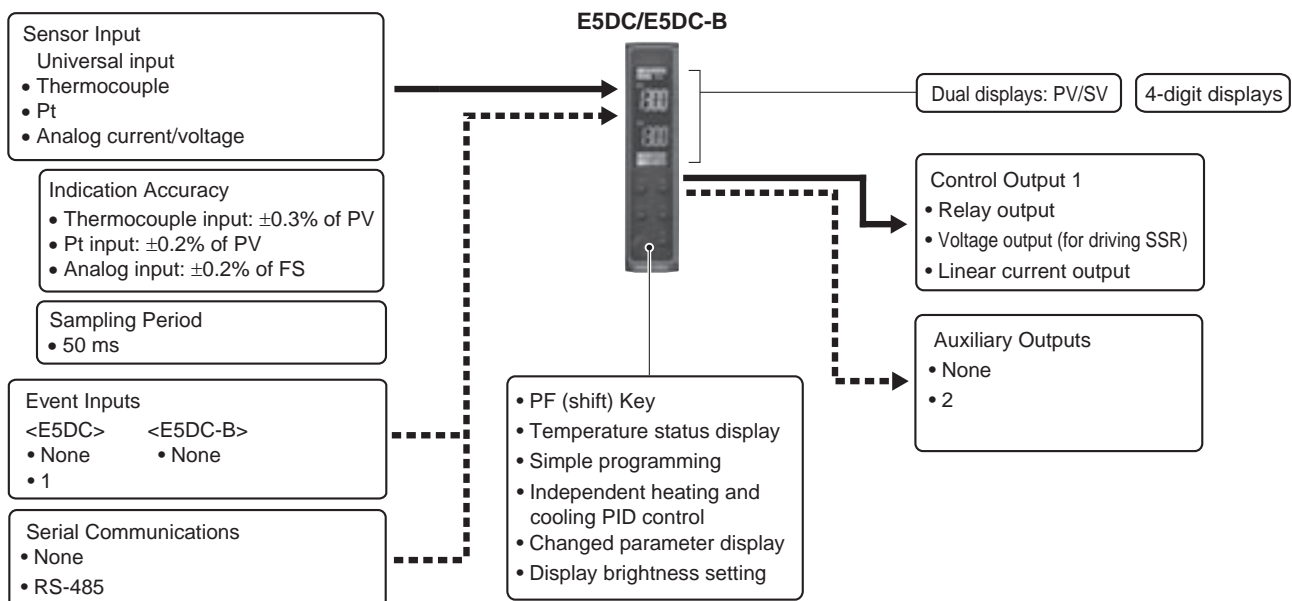 E5DC/E5DC-B
Sensor Input
Universal input
• Thermocouple
• Pt
• Analog current/voltage
Indication Accuracy
• Thermocouple input: ±0.3% of PV
• Pt input: ±0.2% of PV
• Analog input: ±0.2% of FS
Sampling Period
• 50 ms
Event Inputs
<E5DC> <E5DC-B>
• None • None
• 1
Serial Communications
• None
• RS-485
Dual displays: PV/SV
4-digit displays
Control Output 1
• Relay output
• Voltage output (for driving SSR)
• Linear current output
Auxiliary Outputs
• None
• 2
• PF (shift) Key
• Temperature status display
• Simple programming
• Independent heating and
cooling PID control
• Changed parameter display
• Display brightness setting